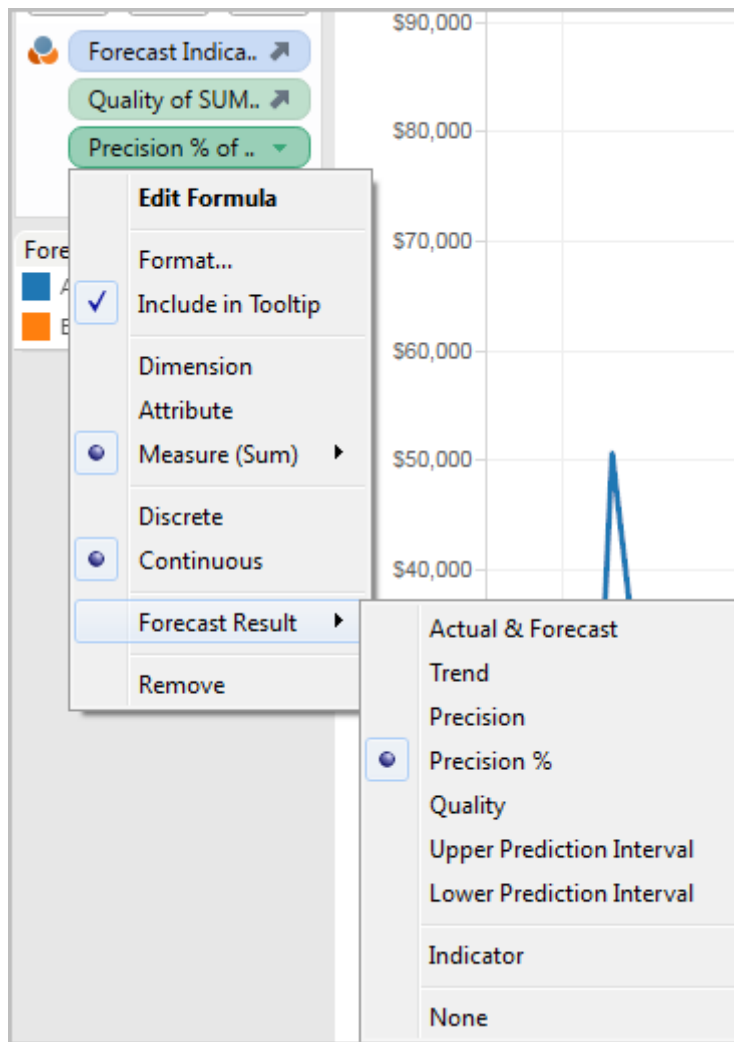 Forecast Indica..
Quality of SUM..
Precision % of ..
Fore
A
Edit Formula
Format...
Include in Tooltip
Dimension
Attribute
Measure (Sum)
Discrete
Continuous
Forecast Result
Remove
Actual & Forecast
Trend
Precision
Precision %
Quality
Upper Prediction Interval
Lower Prediction Interval
Indicator
None
$90,000
$80,000
$70,000
$60,000
$50,000
$40,000